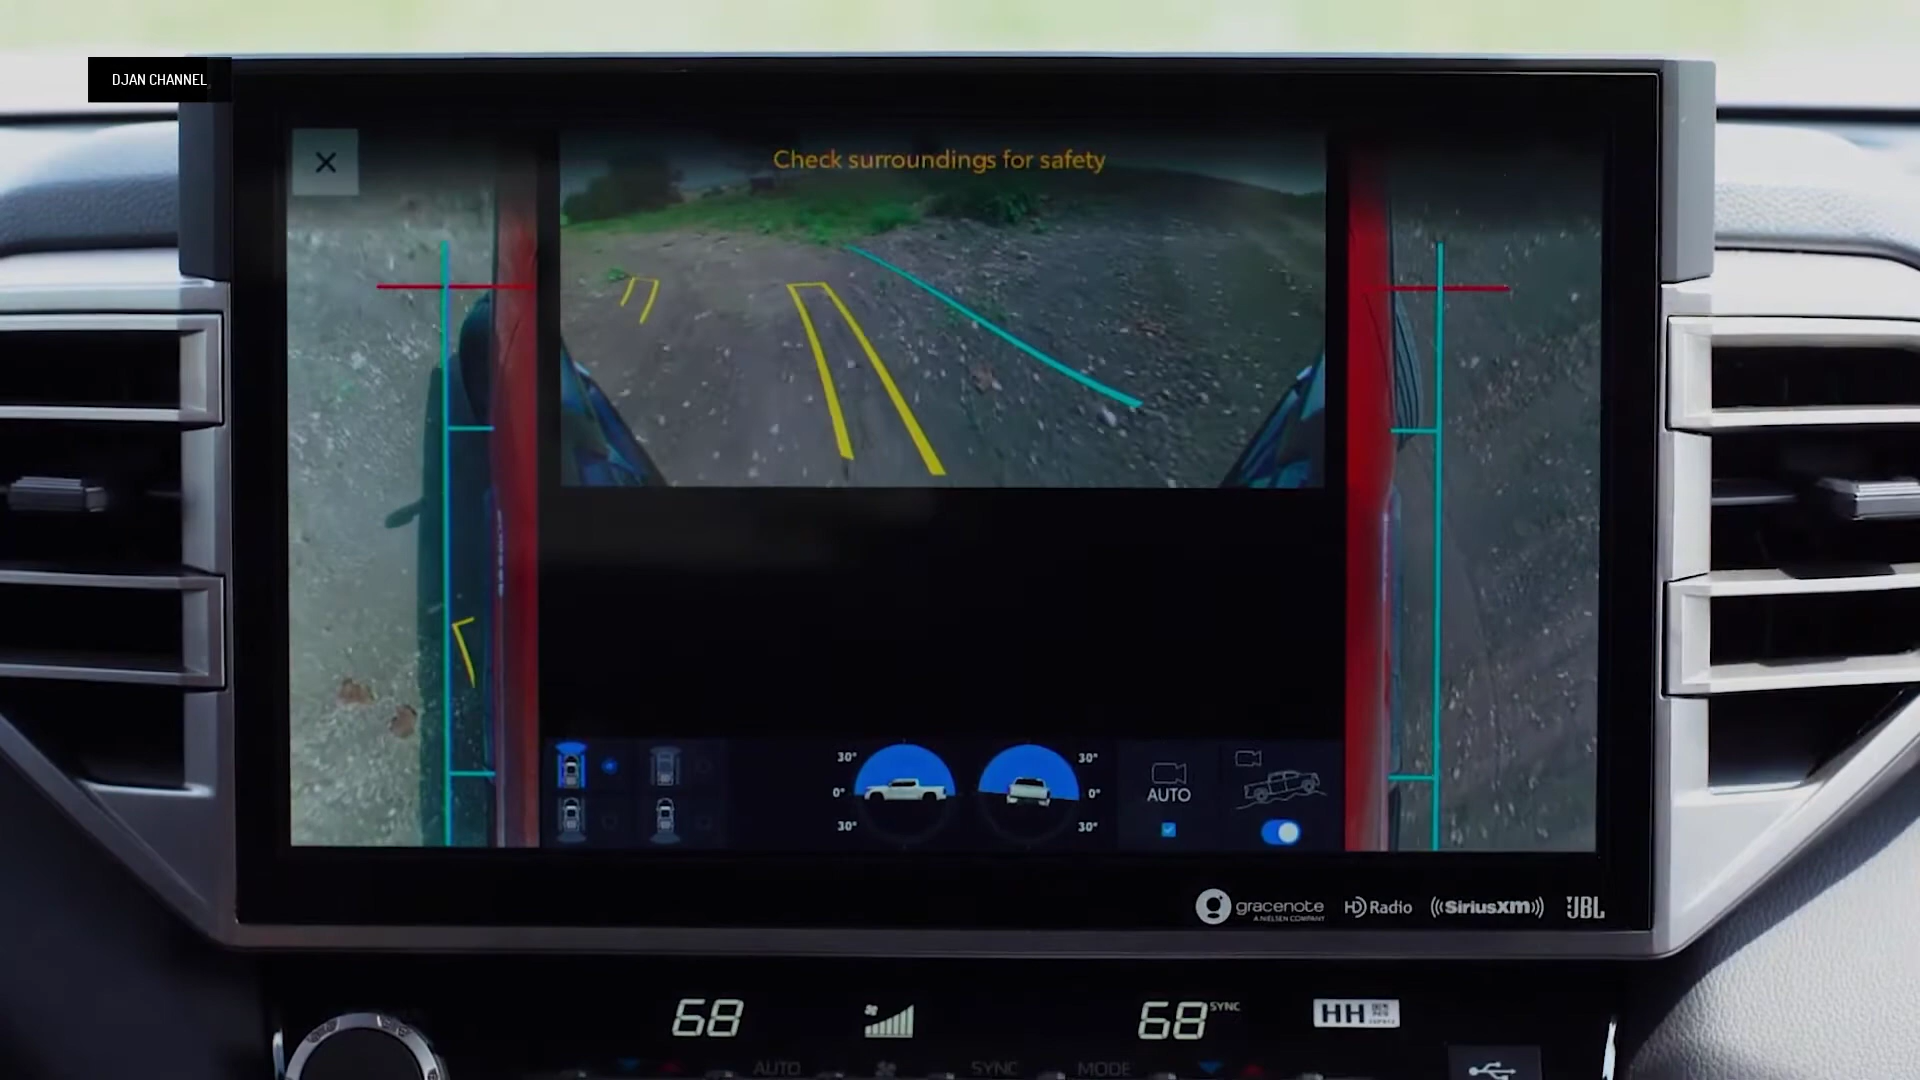 DJAN CHANNEL
Check surroundings for safety
30°
0°
30°
30°
0°
30°
AUTO
gracenote
A NIELSEN COMPANY
HD Radio
SiriusXM
JBL
68
68 SYNC
HH
AUTO
SYNC
MODE